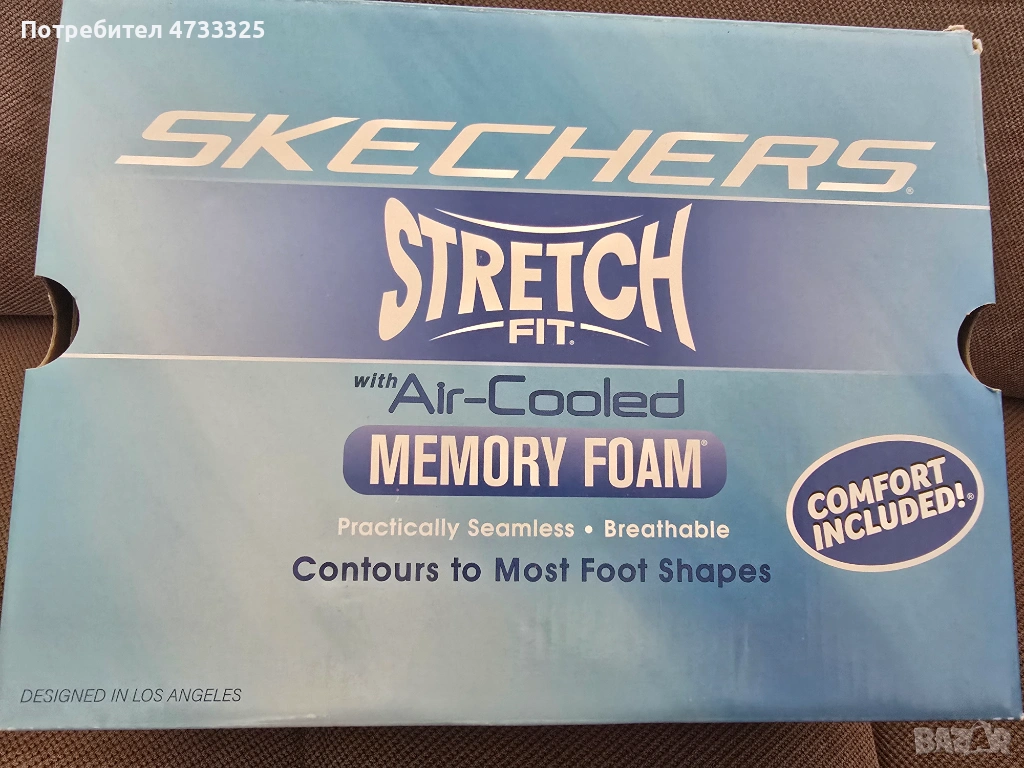 Потребител 4733325
SKECHERS®
STRETCH
FIT®
with Air-Cooled
MEMORY FOAM®
Practically Seamless • Breathable
Contours to Most Foot Shapes
COMFORT
INCLUDED!®
DESIGNED IN LOS ANGELES
BAZAR